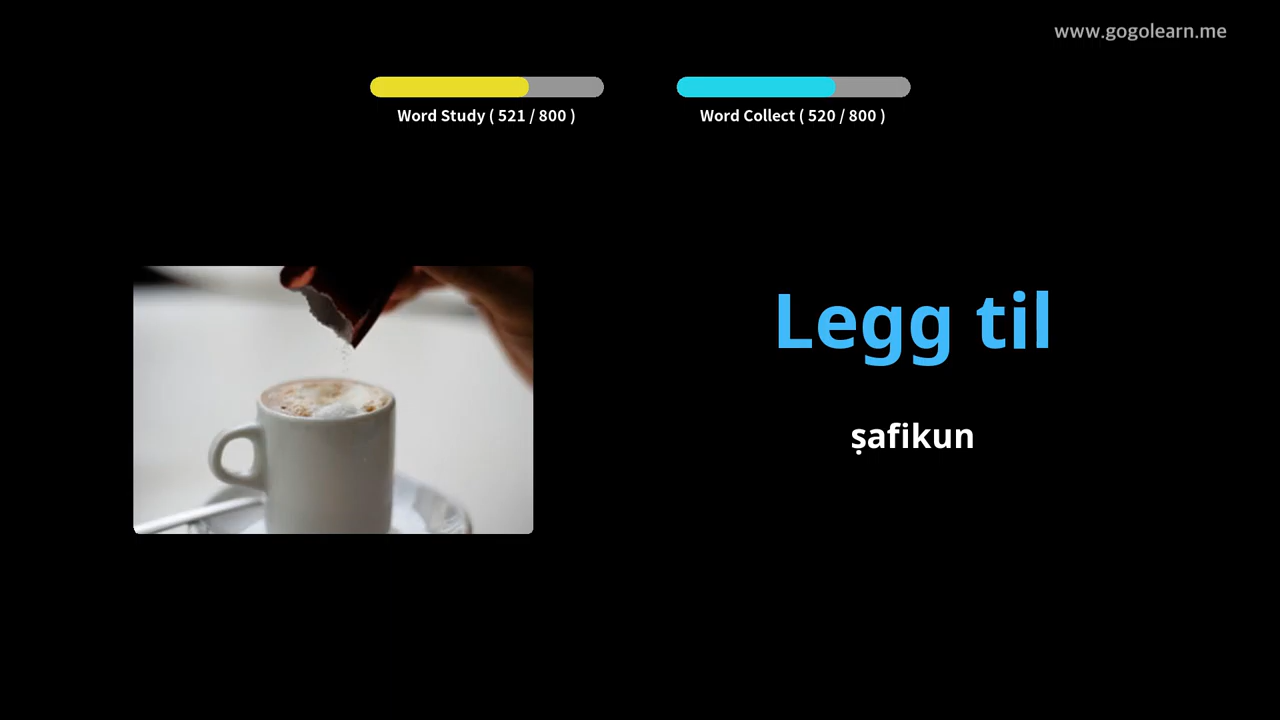 www.gogolearn.me
Word Study ( 521 / 800 )
Word Collect ( 520 / 800 )
Legg til
ṣafikun